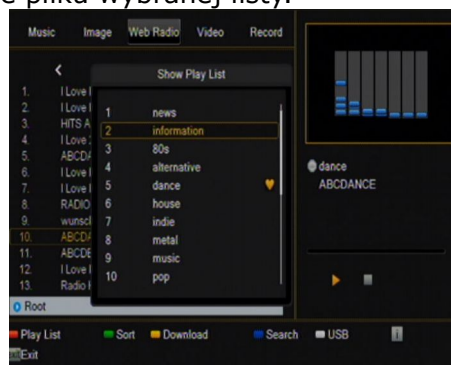 e pliku wybranej listy.
Music Image Web Radio Video Record
Show Play List
1. I Love
2. I Love
3. HITS A
4. I Love
5. ABCD
6. I Love
7. I Love
8. RADIO
9. wunsc
10. ABCD
11. ABCDE
12. I Love
13. Radio
1 news
2 information
3 80s
4 alternative
5 dance
6 house
7 indie
8 metal
9 music
10 pop
dance
ABCDANCE
Root
Play List Sort Download Search USB i
Exit